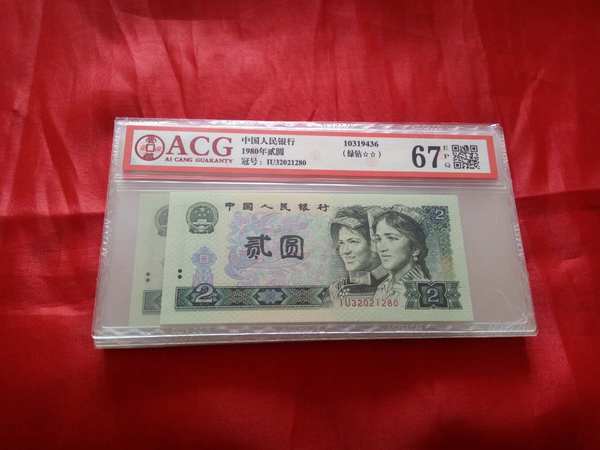 ACG
AI CANG GUARANTY
中国人民银行
1980年贰圆
冠号: IU32021280
10319436
(绿钻☆☆)
67 EPQ
中国人民银行
2
贰圆
2
IU32021280
2